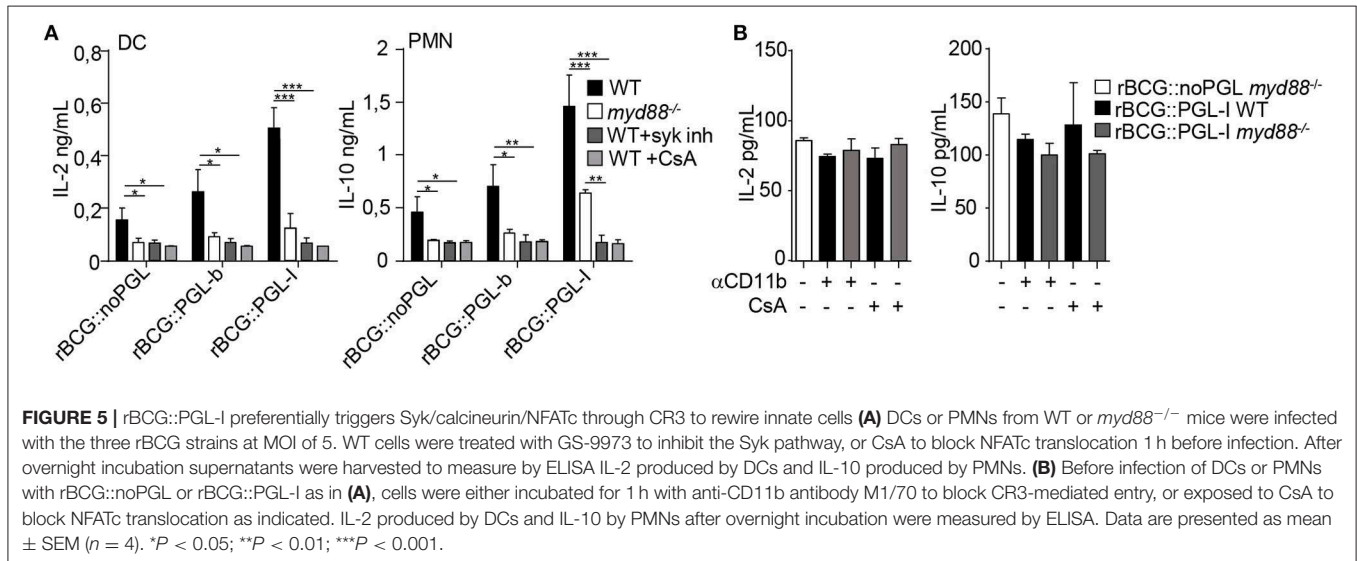 A
DC
0,8
0,6
0,4
0,2
0
IL-2 ng/mL
***
***
*
*
*
*
rBCG::noPGL
rBCG::PGL-b
rBCG::PGL-I
PMN
2
1,5
1
0,5
0
IL-10 ng/mL
***
***
**
**
*
*
*
rBCG::noPGL
rBCG::PGL-b
rBCG::PGL-I
WT
myd88-/-
WT+syk inh
WT +CsA
B
150
100
50
0
IL-2 pg/mL
αCD11b - + + - -
CsA - - - + +
200
150
100
50
0
IL-10 pg/mL
- + + - -
- - - + +
rBCG::noPGL myd88-/-
rBCG::PGL-I WT
rBCG::PGL-I myd88-/-
FIGURE 5 | rBCG::PGL-I preferentially triggers Syk/calcineurin/NFATc through CR3 to rewire innate cells (A) DCs or PMNs from WT or myd88−/− mice were infected
with the three rBCG strains at MOI of 5. WT cells were treated with GS-9973 to inhibit the Syk pathway, or CsA to block NFATc translocation 1 h before infection. After
overnight incubation supernatants were harvested to measure by ELISA IL-2 produced by DCs and IL-10 produced by PMNs. (B) Before infection of DCs or PMNs
with rBCG::noPGL or rBCG::PGL-I as in (A), cells were either incubated for 1 h with anti-CD11b antibody M1/70 to block CR3-mediated entry, or exposed to CsA to
block NFATc translocation as indicated. IL-2 produced by DCs and IL-10 by PMNs after overnight incubation were measured by ELISA. Data are presented as mean
± SEM (n = 4). *P < 0.05; **P < 0.01; ***P < 0.001.